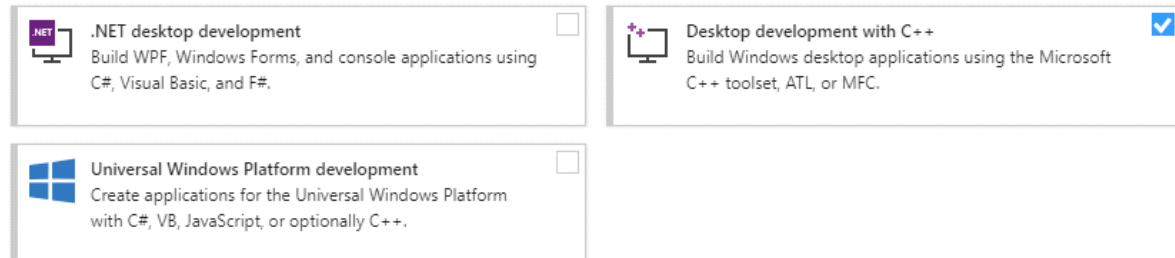 .NET
.NET desktop development
Build WPF, Windows Forms, and console applications using
C#, Visual Basic, and F#.
Desktop development with C++
Build Windows desktop applications using the Microsoft
C++ toolset, ATL, or MFC.
Universal Windows Platform development
Create applications for the Universal Windows Platform
with C#, VB, JavaScript, or optionally C++.